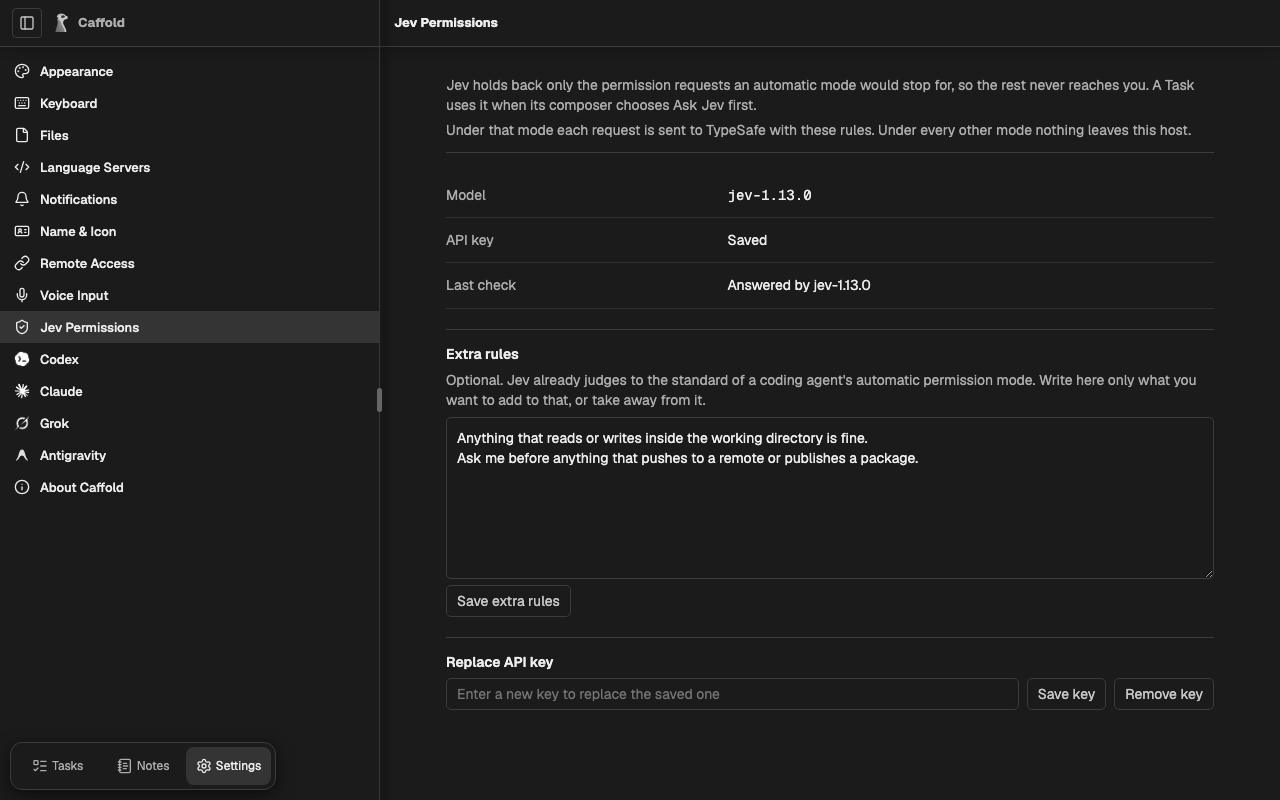 Caffold
Jev Permissions
Appearance
Keyboard
Files
Language Servers
Notifications
Name & Icon
Remote Access
Voice Input
Jev Permissions
Codex
Claude
Grok
Antigravity
About Caffold
Jev holds back only the permission requests an automatic mode would stop for, so the rest never reaches you. A Task
uses it when its composer chooses Ask Jev first.
Under that mode each request is sent to TypeSafe with these rules. Under every other mode nothing leaves this host.
Model jev-1.13.0
API key Saved
Last check Answered by jev-1.13.0
Extra rules
Optional. Jev already judges to the standard of a coding agent's automatic permission mode. Write here only what you
want to add to that, or take away from it.
Anything that reads or writes inside the working directory is fine.
Ask me before anything that pushes to a remote or publishes a package.
Save extra rules
Replace API key
Enter a new key to replace the saved one Save key Remove key
Tasks Notes Settings